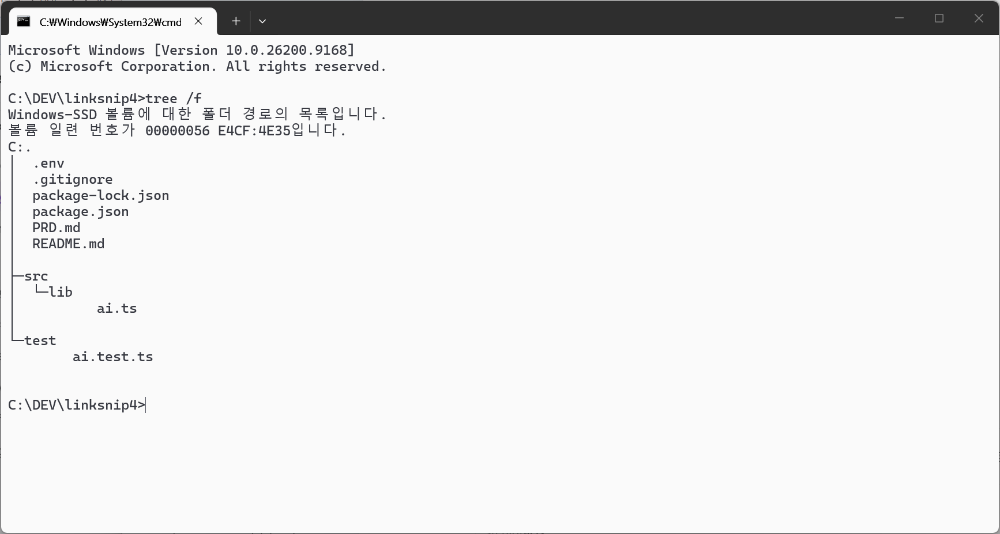 C:₩Windows₩System32₩cmd
Microsoft Windows [Version 10.0.26200.9168]
(c) Microsoft Corporation. All rights reserved.
C:\DEV\linksnip4>tree /f
Windows-SSD 볼륨에 대한 폴더 경로의 목록입니다.
볼륨 일련 번호가 00000056 E4CF:4E35입니다.
C:.
│  .env
│  .gitignore
│  package-lock.json
│  package.json
│  PRD.md
│  README.md
│
├─src
│  └─lib
│          ai.ts
│
└─test
        ai.test.ts
C:\DEV\linksnip4>